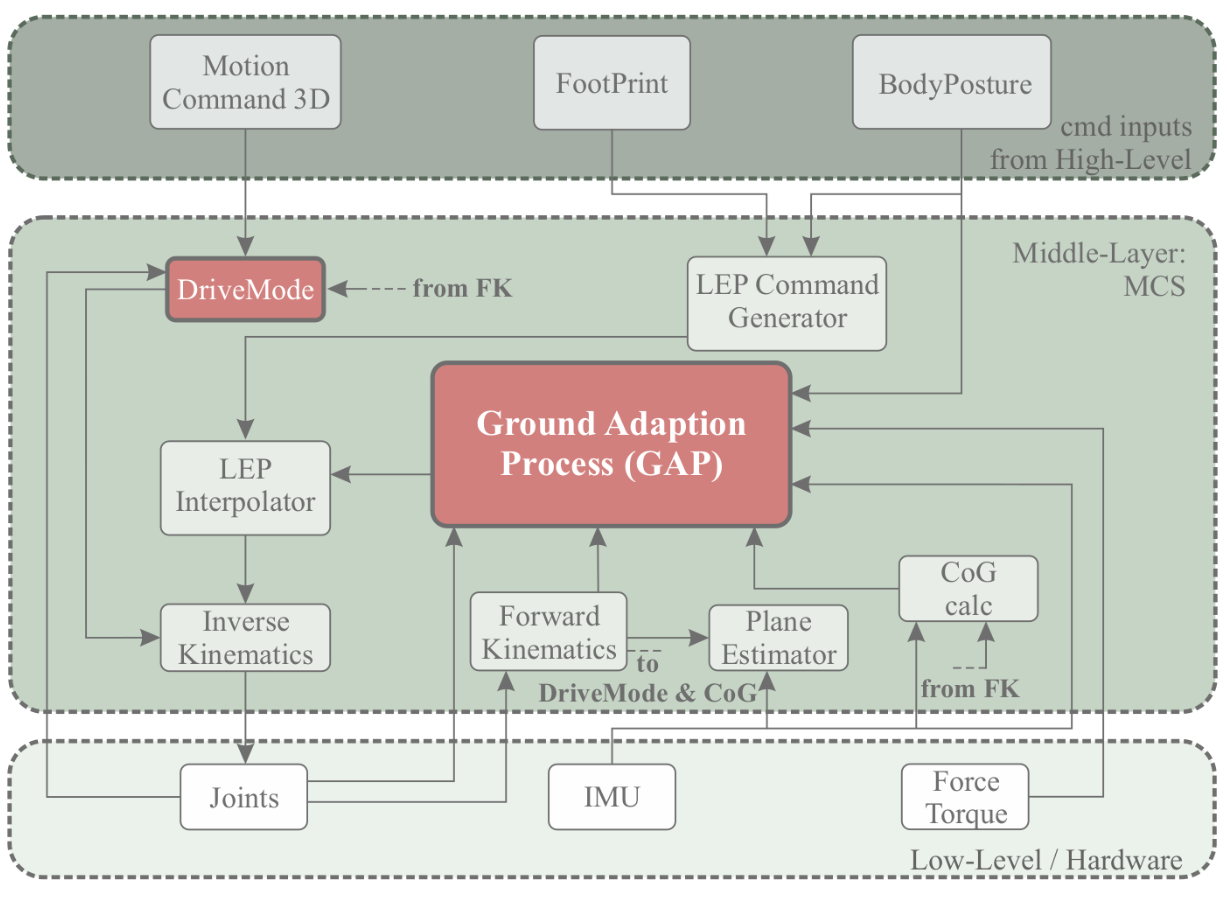 Motion
Command 3D
FootPrint
BodyPosture
cmd inputs
from High-Level
Middle-Layer:
MCS
DriveMode
from FK
LEP Command
Generator
Ground Adaption
Process (GAP)
LEP
Interpolator
CoG
calc
Inverse
Kinematics
Forward
Kinematics
Plane
Estimator
to
DriveMode & CoG
from FK
Joints
IMU
Force
Torque
Low-Level / Hardware